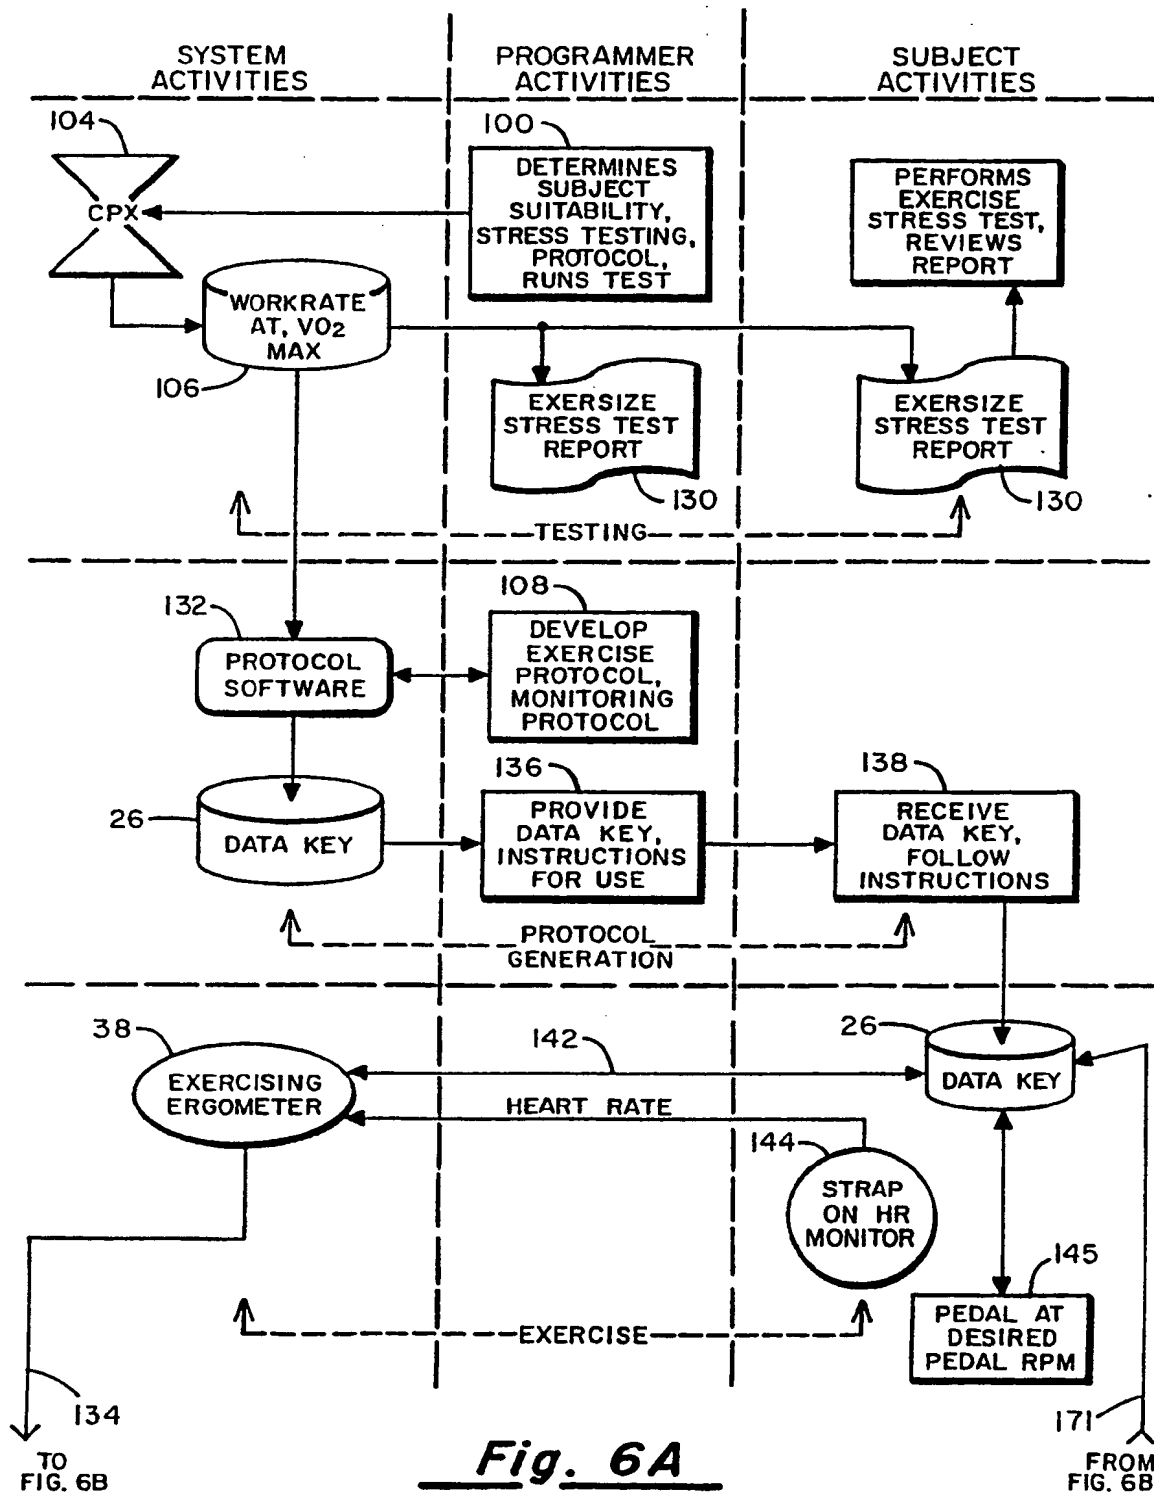 SYSTEM
ACTIVITIES
PROGRAMMER
ACTIVITIES
SUBJECT
ACTIVITIES
104
CPX
100
DETERMINES
SUBJECT
SUITABILITY,
STRESS TESTING,
PROTOCOL,
RUNS TEST
PERFORMS
EXERCISE
STRESS TEST,
REVIEWS
REPORT
WORKRATE
AT, VO2
MAX
106
EXERSIZE
STRESS TEST
REPORT
130
EXERSIZE
STRESS TEST
REPORT
130
TESTING
132
PROTOCOL
SOFTWARE
108
DEVELOP
EXERCISE
PROTOCOL,
MONITORING
PROTOCOL
26
DATA KEY
136
PROVIDE
DATA KEY,
INSTRUCTIONS
FOR USE
138
RECEIVE
DATA KEY,
FOLLOW
INSTRUCTIONS
PROTOCOL
GENERATION
38
EXERCISING
ERGOMETER
142
HEART RATE
26
DATA KEY
144
STRAP
ON HR
MONITOR
145
PEDAL AT
DESIRED
PEDAL RPM
EXERCISE
134
TO
FIG. 6B
171
FROM
FIG. 6B
Fig. 6A